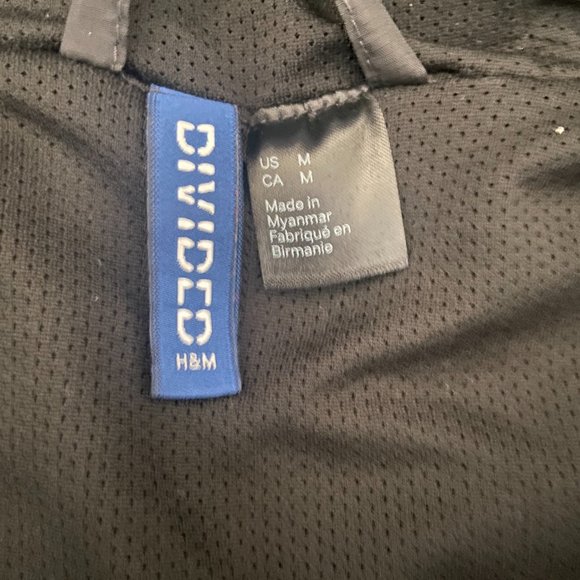 DIVIDED
H&M
US M
CA M
Made in
Myanmar
Fabriqué en
Birmanie